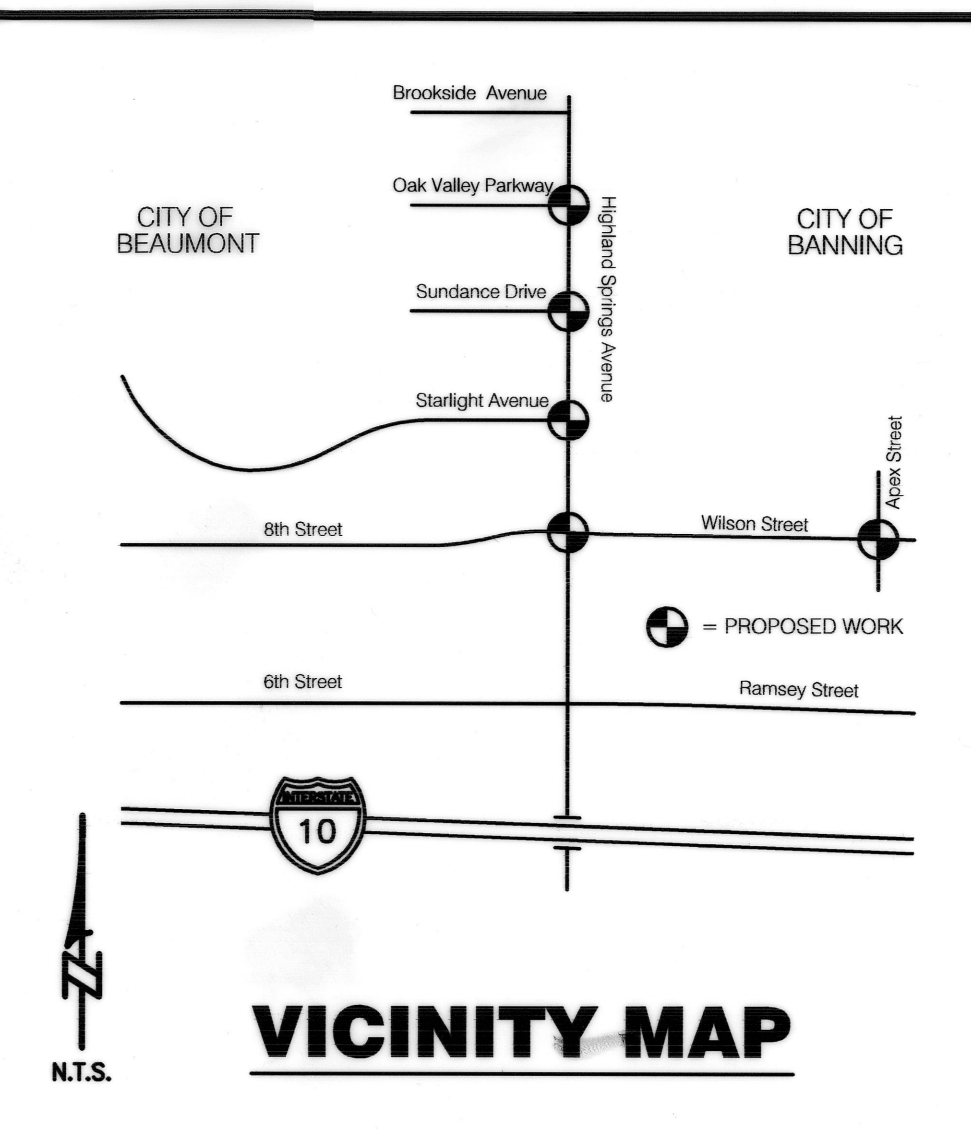 Brookside Avenue
Oak Valley Parkway
CITY OF
BEAUMONT
Highland Springs Avenue
CITY OF
BANNING
Sundance Drive
Starlight Avenue
Apex Street
8th Street
Wilson Street
= PROPOSED WORK
6th Street
Ramsey Street
INTERSTATE
10
N
N.T.S.
VICINITY MAP